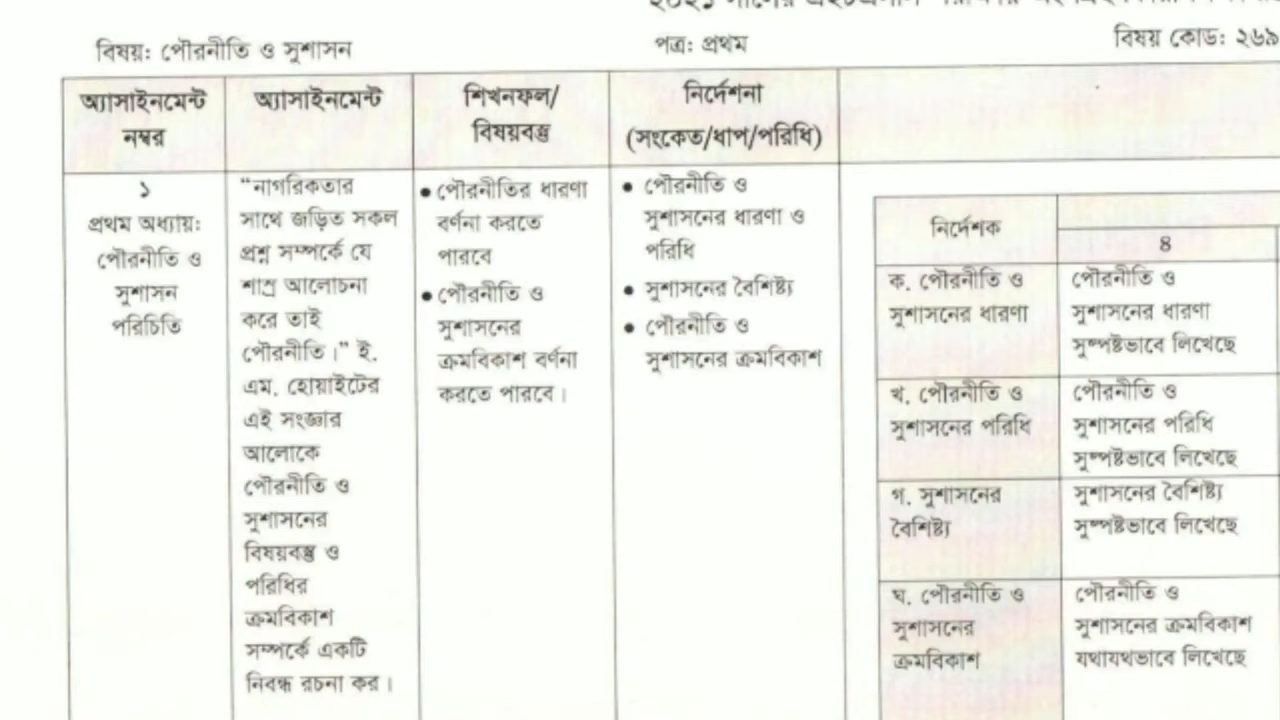 বিষয়: পৌরনীতি ও সুশাসন
পত্র: প্রথম
বিষয় কোড: ২৬৯
অ্যাসাইনমেন্ট
নম্বর
অ্যাসাইনমেন্ট
শিখনফল/
বিষয়বস্তু
নির্দেশনা
(সংকেত/ধাপ/পরিধি)
১
প্রথম অধ্যায়:
পৌরনীতি ও
সুশাসন
পরিচিতি
“নাগরিকতার
সাথে জড়িত সকল
প্রশ্ন সম্পর্কে যে
শাস্ত্র আলোচনা
করে তাই
পৌরনীতি।” ই.
এম. হোয়াইটের
এই সংজ্ঞার
আলোকে
পৌরনীতি ও
সুশাসনের
বিষয়বস্তু ও
পরিধির
ক্রমবিকাশ
সম্পর্কে একটি
নিবন্ধ রচনা কর।
• পৌরনীতির ধারণা
বর্ণনা করতে
পারবে
• পৌরনীতি ও
সুশাসনের
ক্রমবিকাশ বর্ণনা
করতে পারবে।
• পৌরনীতি ও
সুশাসনের ধারণা ও
পরিধি
• সুশাসনের বৈশিষ্ট্য
• পৌরনীতি ও
সুশাসনের ক্রমবিকাশ
নির্দেশক
৪
ক. পৌরনীতি ও
সুশাসনের ধারণা
পৌরনীতি ও
সুশাসনের ধারণা
সুষ্পষ্টভাবে লিখেছে
খ. পৌরনীতি ও
সুশাসনের পরিধি
পৌরনীতি ও
সুশাসনের পরিধি
সুষ্পষ্টভাবে লিখেছে
গ. সুশাসনের
বৈশিষ্ট্য
সুশাসনের বৈশিষ্ট্য
সুষ্পষ্টভাবে লিখেছে
ঘ. পৌরনীতি ও
সুশাসনের
ক্রমবিকাশ
পৌরনীতি ও
সুশাসনের ক্রমবিকাশ
যথাযথভাবে লিখেছে